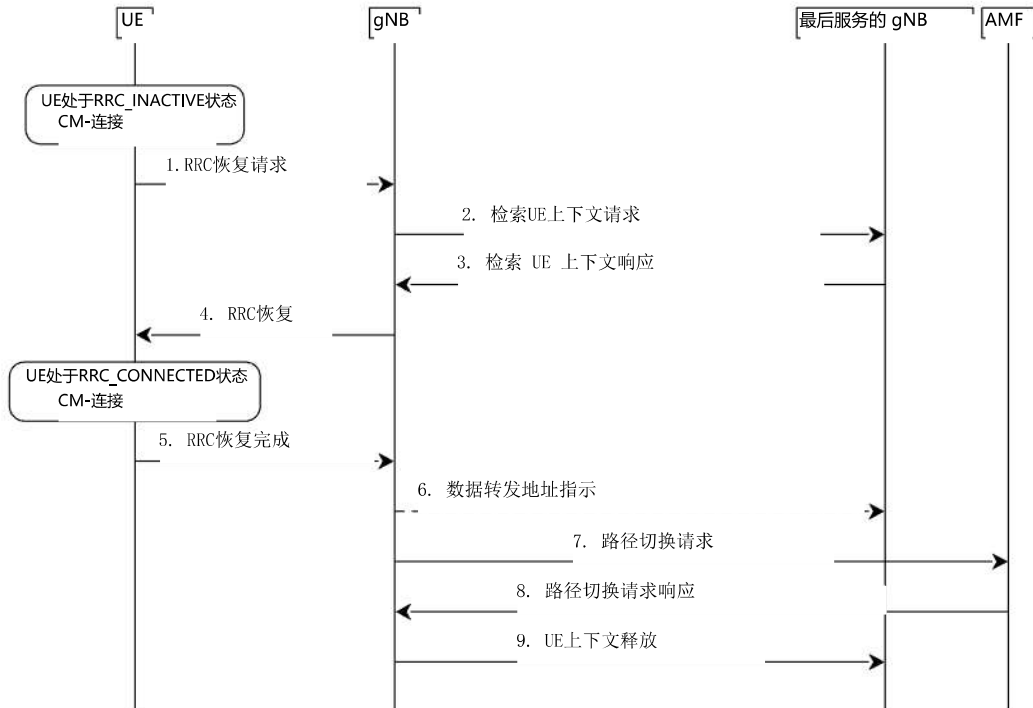 UE
gNB
最后服务的 gNB
AMF
UE处于RRC_INACTIVE状态
CM-连接
1.RRC恢复请求
2. 检索UE上下文请求
3. 检索 UE 上下文响应
4. RRC恢复
UE处于RRC_CONNECTED状态
CM-连接
5. RRC恢复完成
6. 数据转发地址指示
7. 路径切换请求
8. 路径切换请求响应
9. UE上下文释放